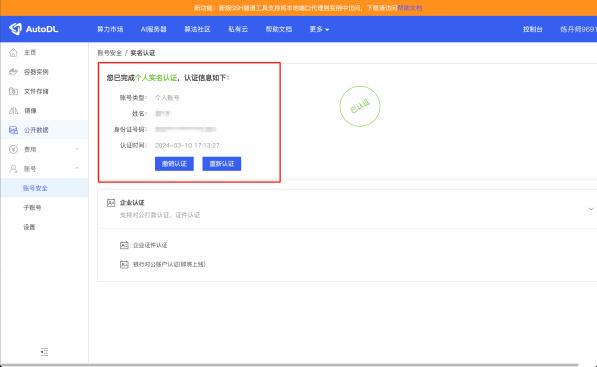 新功能：新版SSH隧道工具支持将本地端口代理到实例中访问，下载请访问帮助文档
AutoDL 算力市场 AI服务器 算法社区 私有云 帮助文档 更多 控制台 炼丹师9691
主页
容器实例
文件存储
镜像
公开数据
费用
账号
账号安全
子账号
设置
账号安全 / 实名认证
您已完成个人实名认证，认证信息如下：
账号类型： 个人账号
姓名：
身份证号码：
认证时间： 2024-03-10 17:13:27
撤销认证 重新认证
已认证
企业认证
支持对公打款认证、证件认证
企业证件认证
银行对公账户认证(即将上线)